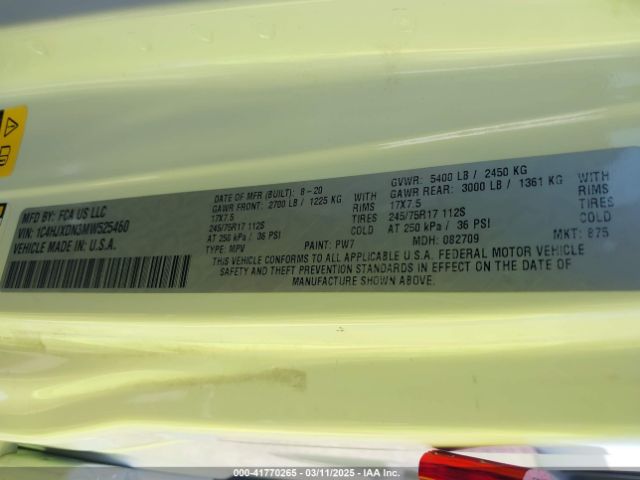 MFD BY: FCA US LLC
VIN: 1C4HJXDN3MW525460
VEHICLE MADE IN U.S.A.
DATE OF MFR (BUILT): 8-20
GAWR FRONT: 2700 LB / 1225 KG WITH
17X7.5 RIMS
245/75R17 112S TIRES
AT 250 kPa / 36 PSI COLD
TYPE: MPV PAINT: PW7
GVWR: 5400 LB / 2450 KG
GAWR REAR: 3000 LB / 1361 KG WITH
17X7.5 RIMS
245/75R17 112S TIRES
AT 250 kPa / 36 PSI COLD
MDH: 082709 MKT: 875
THIS VEHICLE CONFORMS TO ALL APPLICABLE U.S.A. FEDERAL MOTOR VEHICLE
SAFETY AND THEFT PREVENTION STANDARDS IN EFFECT ON THE DATE OF
MANUFACTURE SHOWN ABOVE.
000-41770265 - 03/11/2025 - IAA Inc.